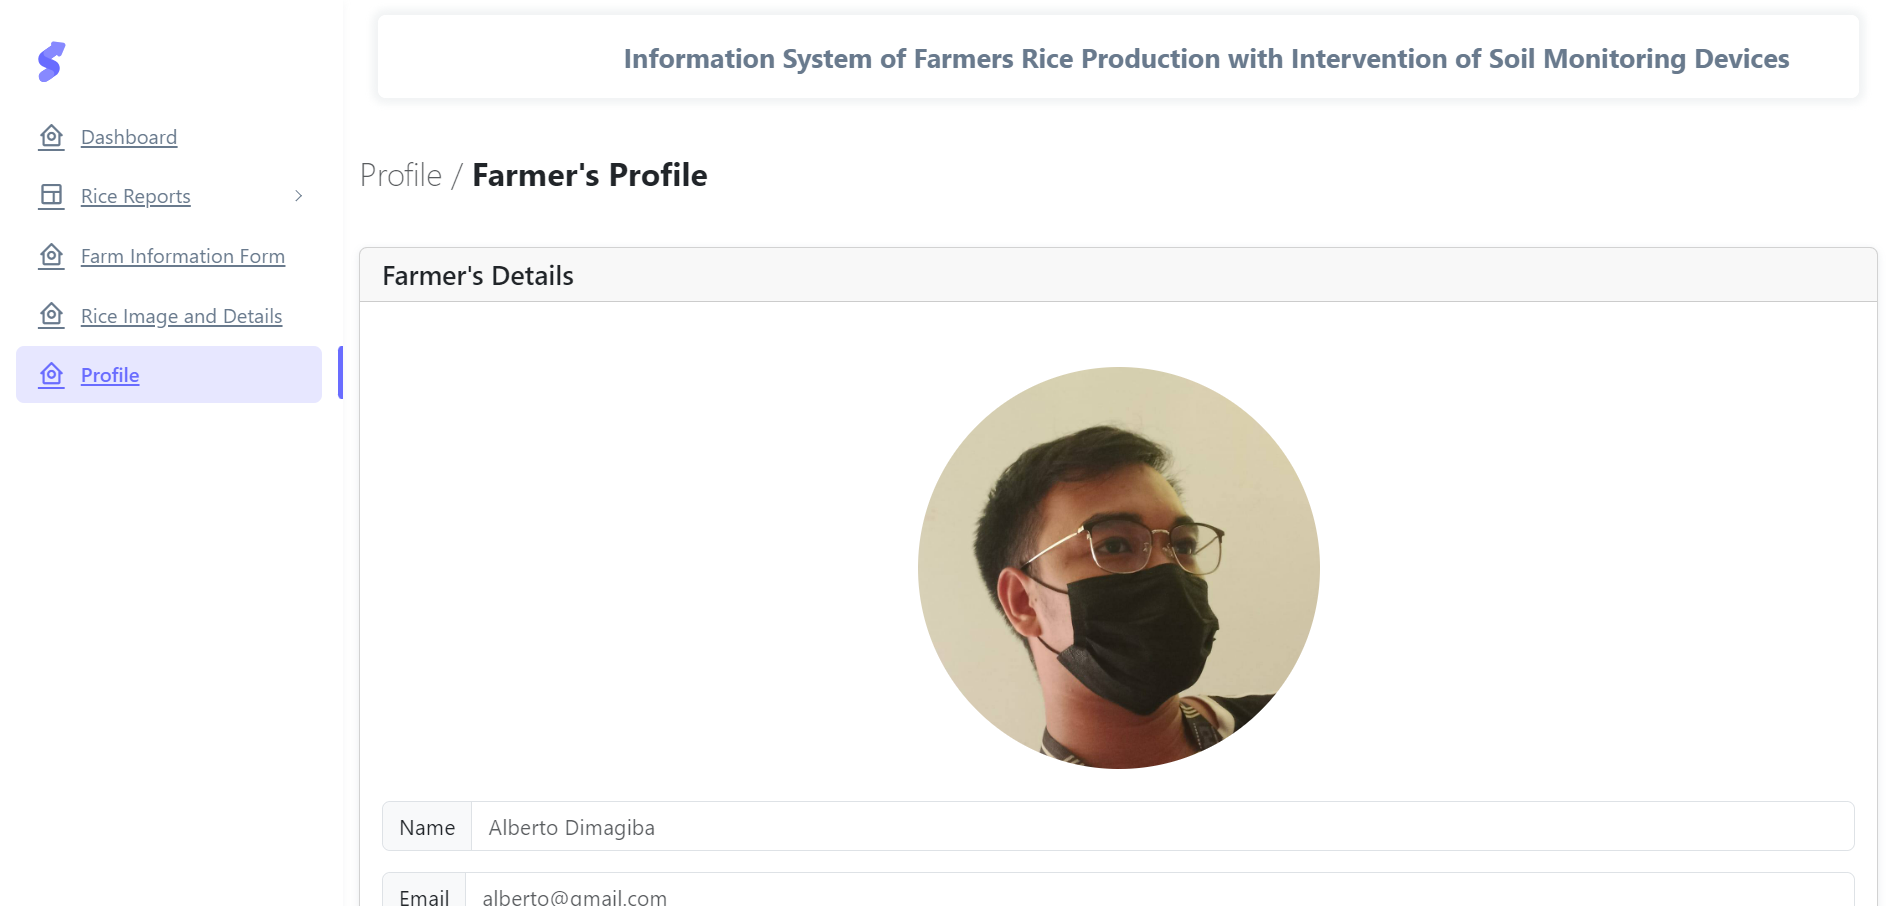 Information System of Farmers Rice Production with Intervention of Soil Monitoring Devices
Dashboard
Rice Reports
Farm Information Form
Rice Image and Details
Profile
Profile / Farmer's Profile
Farmer's Details
Name Alberto Dimagiba
Email alberto@gmail.com